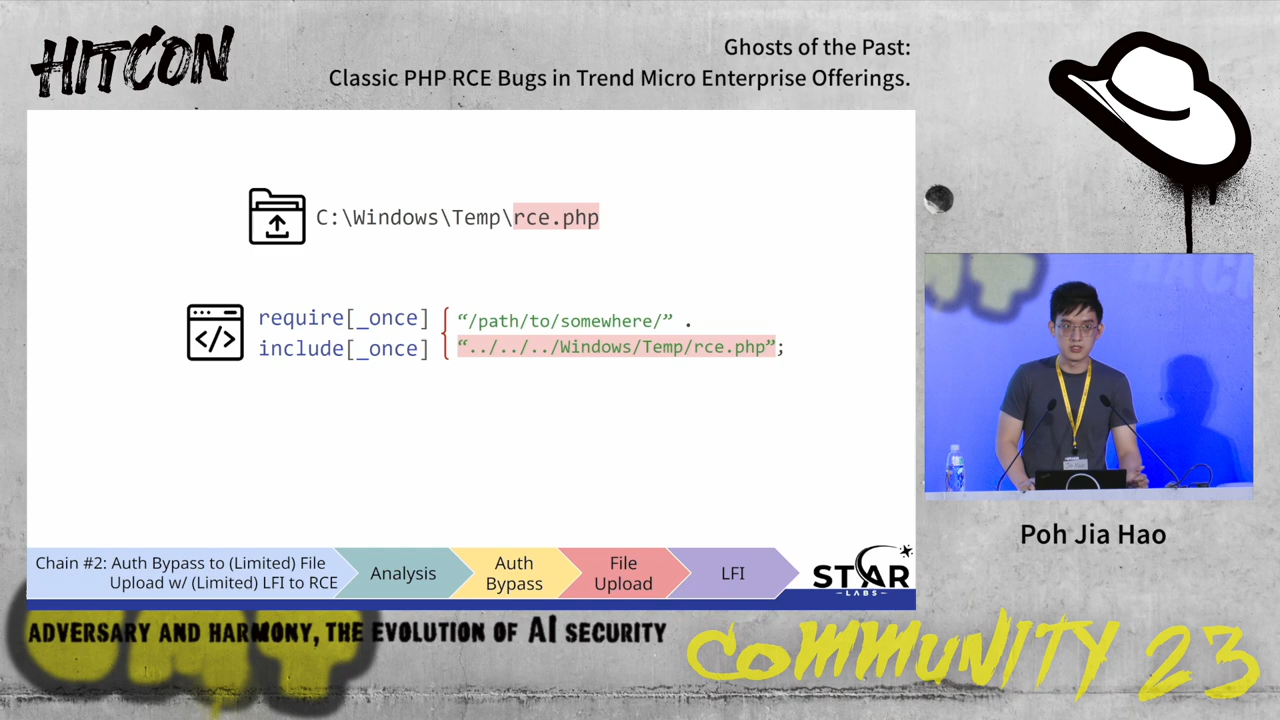 HITCON
Ghosts of the Past:
Classic PHP RCE Bugs in Trend Micro Enterprise Offerings.
C:\Windows\Temp\rce.php
require[_once]
include[_once]
“/path/to/somewhere/” .
“../../../Windows/Temp/rce.php”;
</>
Poh Jia Hao
Chain #2: Auth Bypass to (Limited) File
Upload w/ (Limited) LFI to RCE
Analysis
Auth
Bypass
File
Upload
LFI
STAR
LABS
ADVERSARY AND HARMONY, THE EVOLUTION OF AI SECURITY
COMMUNITY 23